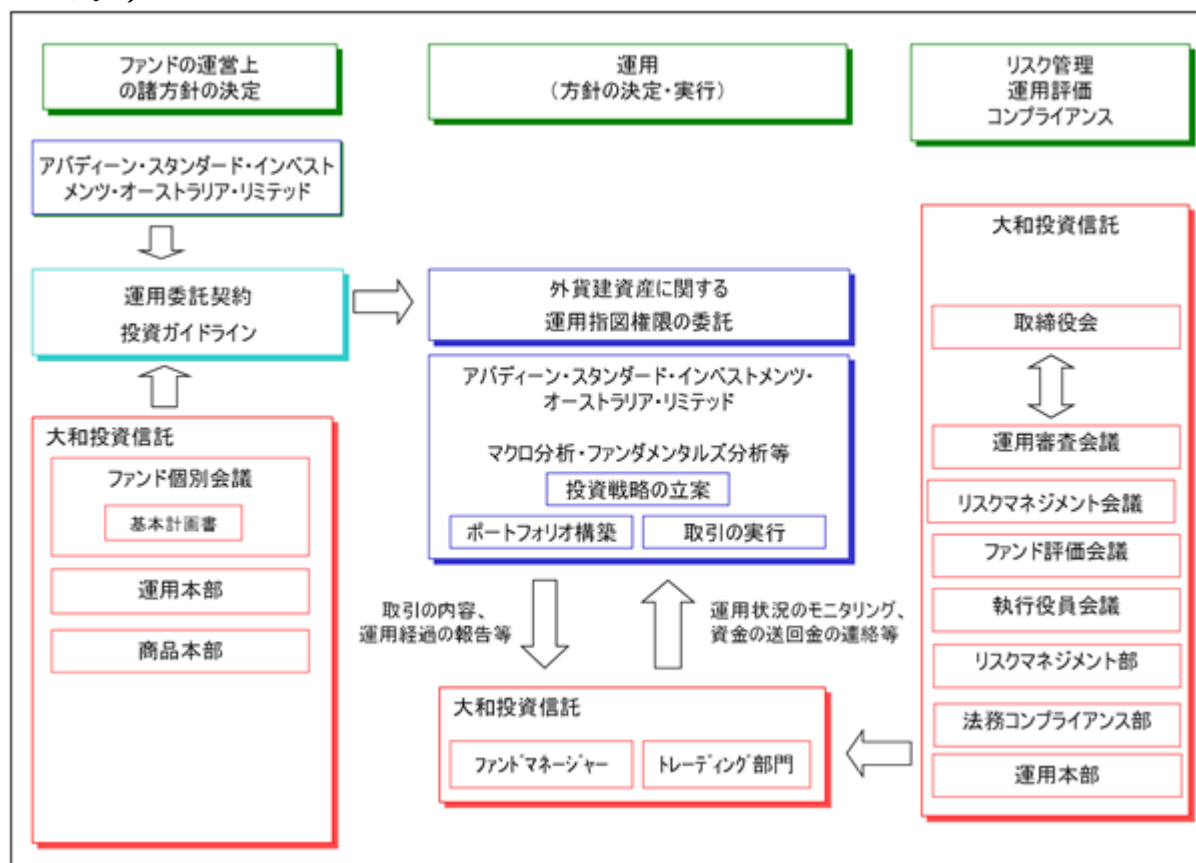 ファンドの運営上
の諸方針の決定
運用
（方針の決定・実行）
リスク管理
運用評価
コンプライアンス
アバディーン・スタンダード・インベスト
メンツ・オーストラリア・リミテッド
運用委託契約
投資ガイドライン
大和投資信託
ファンド個別会議
基本計画書
運用本部
商品本部
外貨建資産に関する
運用指図権限の委託
アバディーン・スタンダード・インベストメンツ・
オーストラリア・リミテッド
マクロ分析・ファンダメンタルズ分析等
投資戦略の立案
ポートフォリオ構築
取引の実行
取引の内容、
運用経過の報告等
運用状況のモニタリング、
資金の送回金の連絡等
大和投資信託
ファンドマネージャー
トレーディング部門
大和投資信託
取締役会
運用審査会議
リスクマネジメント会議
ファンド評価会議
執行役員会議
リスクマネジメント部
法務コンプライアンス部
運用本部